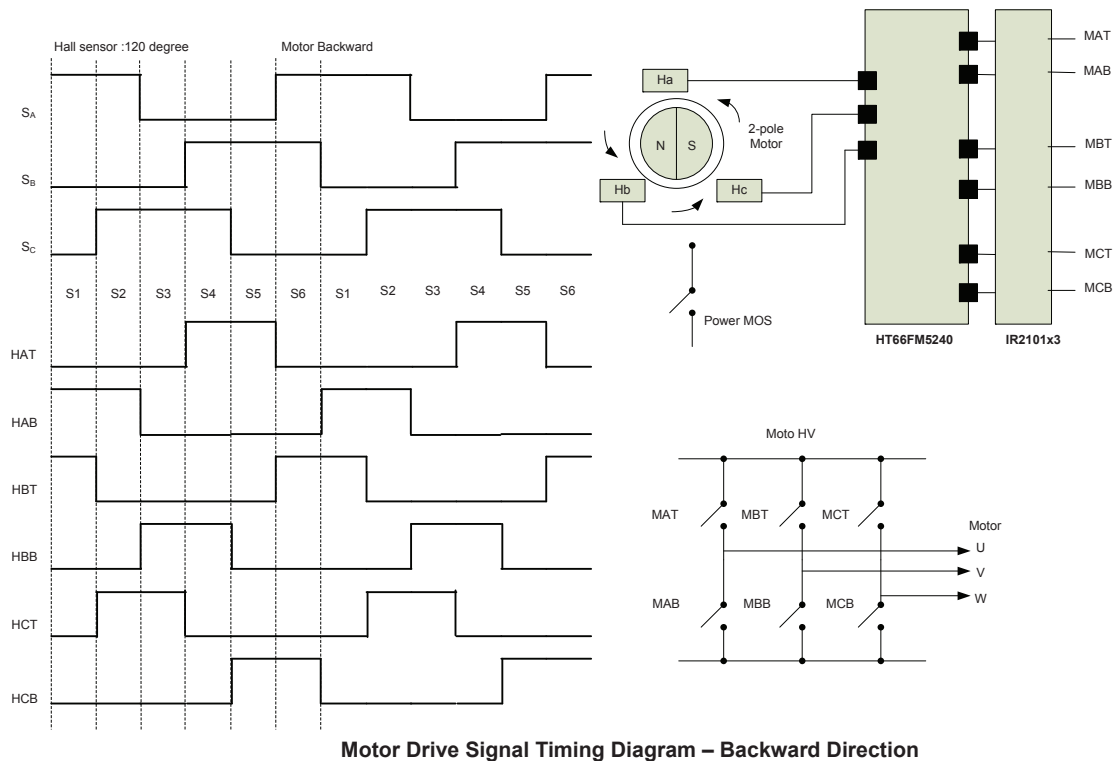 Hall sensor :120 degree
Motor Backward
SA
SB
SC
S1 S2 S3 S4 S5 S6 S1 S2 S3 S4 S5 S6
HAT
HAB
HBT
HBB
HCT
HCB
Ha
N S
2-pole
Motor
Hb
Hc
Power MOS
MAT
MAB
MBT
MBB
MCT
MCB
HT66FM5240
IR2101x3
Moto HV
MAT MBT MCT
Motor
U
V
W
MAB MBB MCB
Motor Drive Signal Timing Diagram – Backward Direction